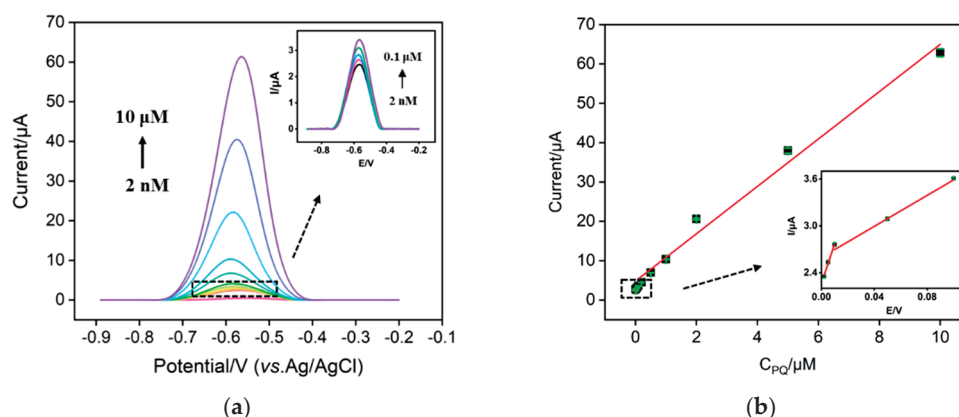 70
60
50
40
30
20
10
0
Current/µA
10 µM
2 nM
-0.9 -0.8 -0.7 -0.6 -0.5 -0.4 -0.3 -0.2 -0.1
Potential/V (vs.Ag/AgCl)
3
2
1
0
I/µA
0.1 µM
2 nM
-0.8 -0.6 -0.4 -0.2
E/V
(a)
70
60
50
40
30
20
10
0
Current/µA
0 2 4 6 8 10
C_PQ/µM
3.6
3.0
2.4
I/µA
0.00 0.04 0.08
E/V
(b)